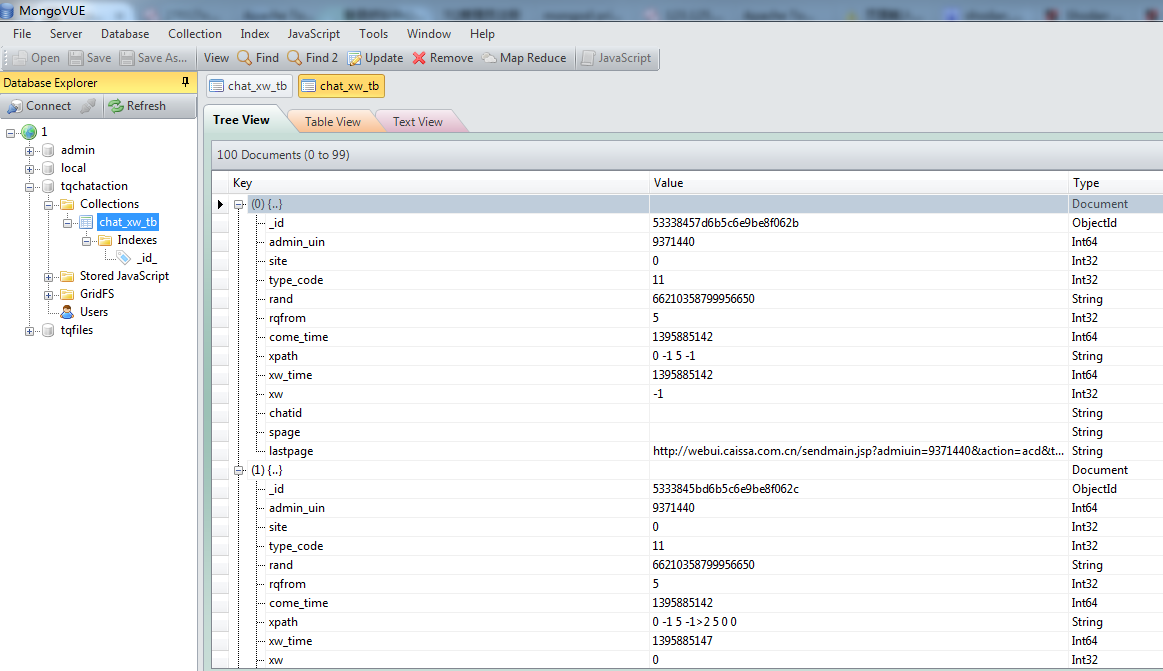 MongoVUE
File Server Database Collection Index JavaScript Tools Window Help
Open Save Save As... View Find Find 2 Update Remove Map Reduce JavaScript
Database Explorer
Connect Refresh
1
admin
local
tqchataction
Collections
chat_xw_tb
Indexes
_id_
Stored JavaScript
GridFS
Users
tqfiles
chat_xw_tb chat_xw_tb
Tree View Table View Text View
100 Documents (0 to 99)
Key Value Type
(0) {..} Document
_id 53338457d6b5c6e9be8f062b ObjectId
admin_uin 9371440 Int64
site 0 Int32
type_code 11 Int32
rand 66210358799956650 String
rqfrom 5 Int32
come_time 1395885142 Int64
xpath 0 -1 5 -1 String
xw_time 1395885142 Int64
xw -1 Int32
chatid String
spage String
lastpage http://webui.caissa.com.cn/sendmain.jsp?admiuin=9371440&action=acd&t... String
(1) {..} Document
_id 5333845bd6b5c6e9be8f062c ObjectId
admin_uin 9371440 Int64
site 0 Int32
type_code 11 Int32
rand 66210358799956650 String
rqfrom 5 Int32
come_time 1395885142 Int64
xpath 0 -1 5 -1>2 5 0 0 String
xw_time 1395885147 Int64
xw 0 Int32